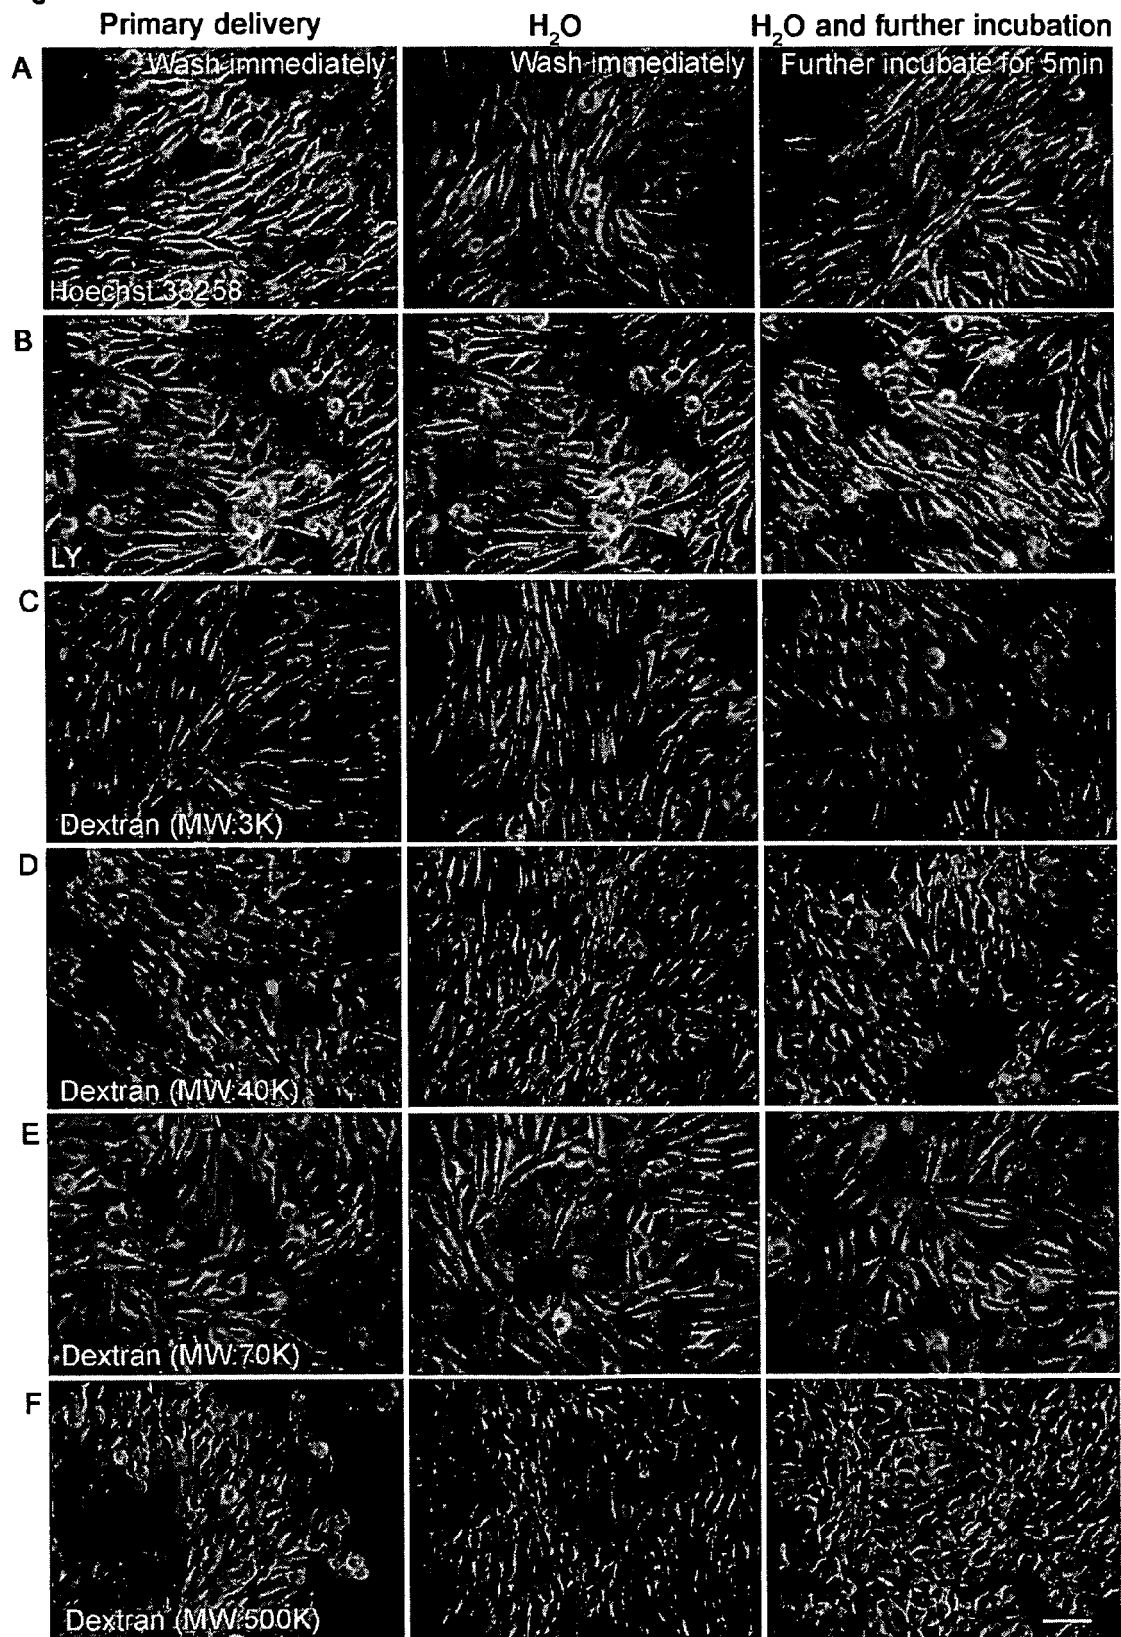 Primary delivery H₂O H₂O and further incubation
A Wash immediately Wash immediately Further incubate for 5min
Hoechst 33258
B
LY
C
Dextran (MW:3K)
D
Dextran (MW:40K)
E
Dextran (MW:70K)
F
Dextran (MW:500K)